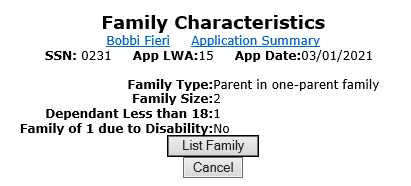 Family Characteristics
Bobbi Fieri Application Summary
SSN: 0231 App LWA:15 App Date:03/01/2021
Family Type:Parent in one-parent family
Family Size:2
Dependant Less than 18:1
Family of 1 due to Disability:No
List Family
Cancel